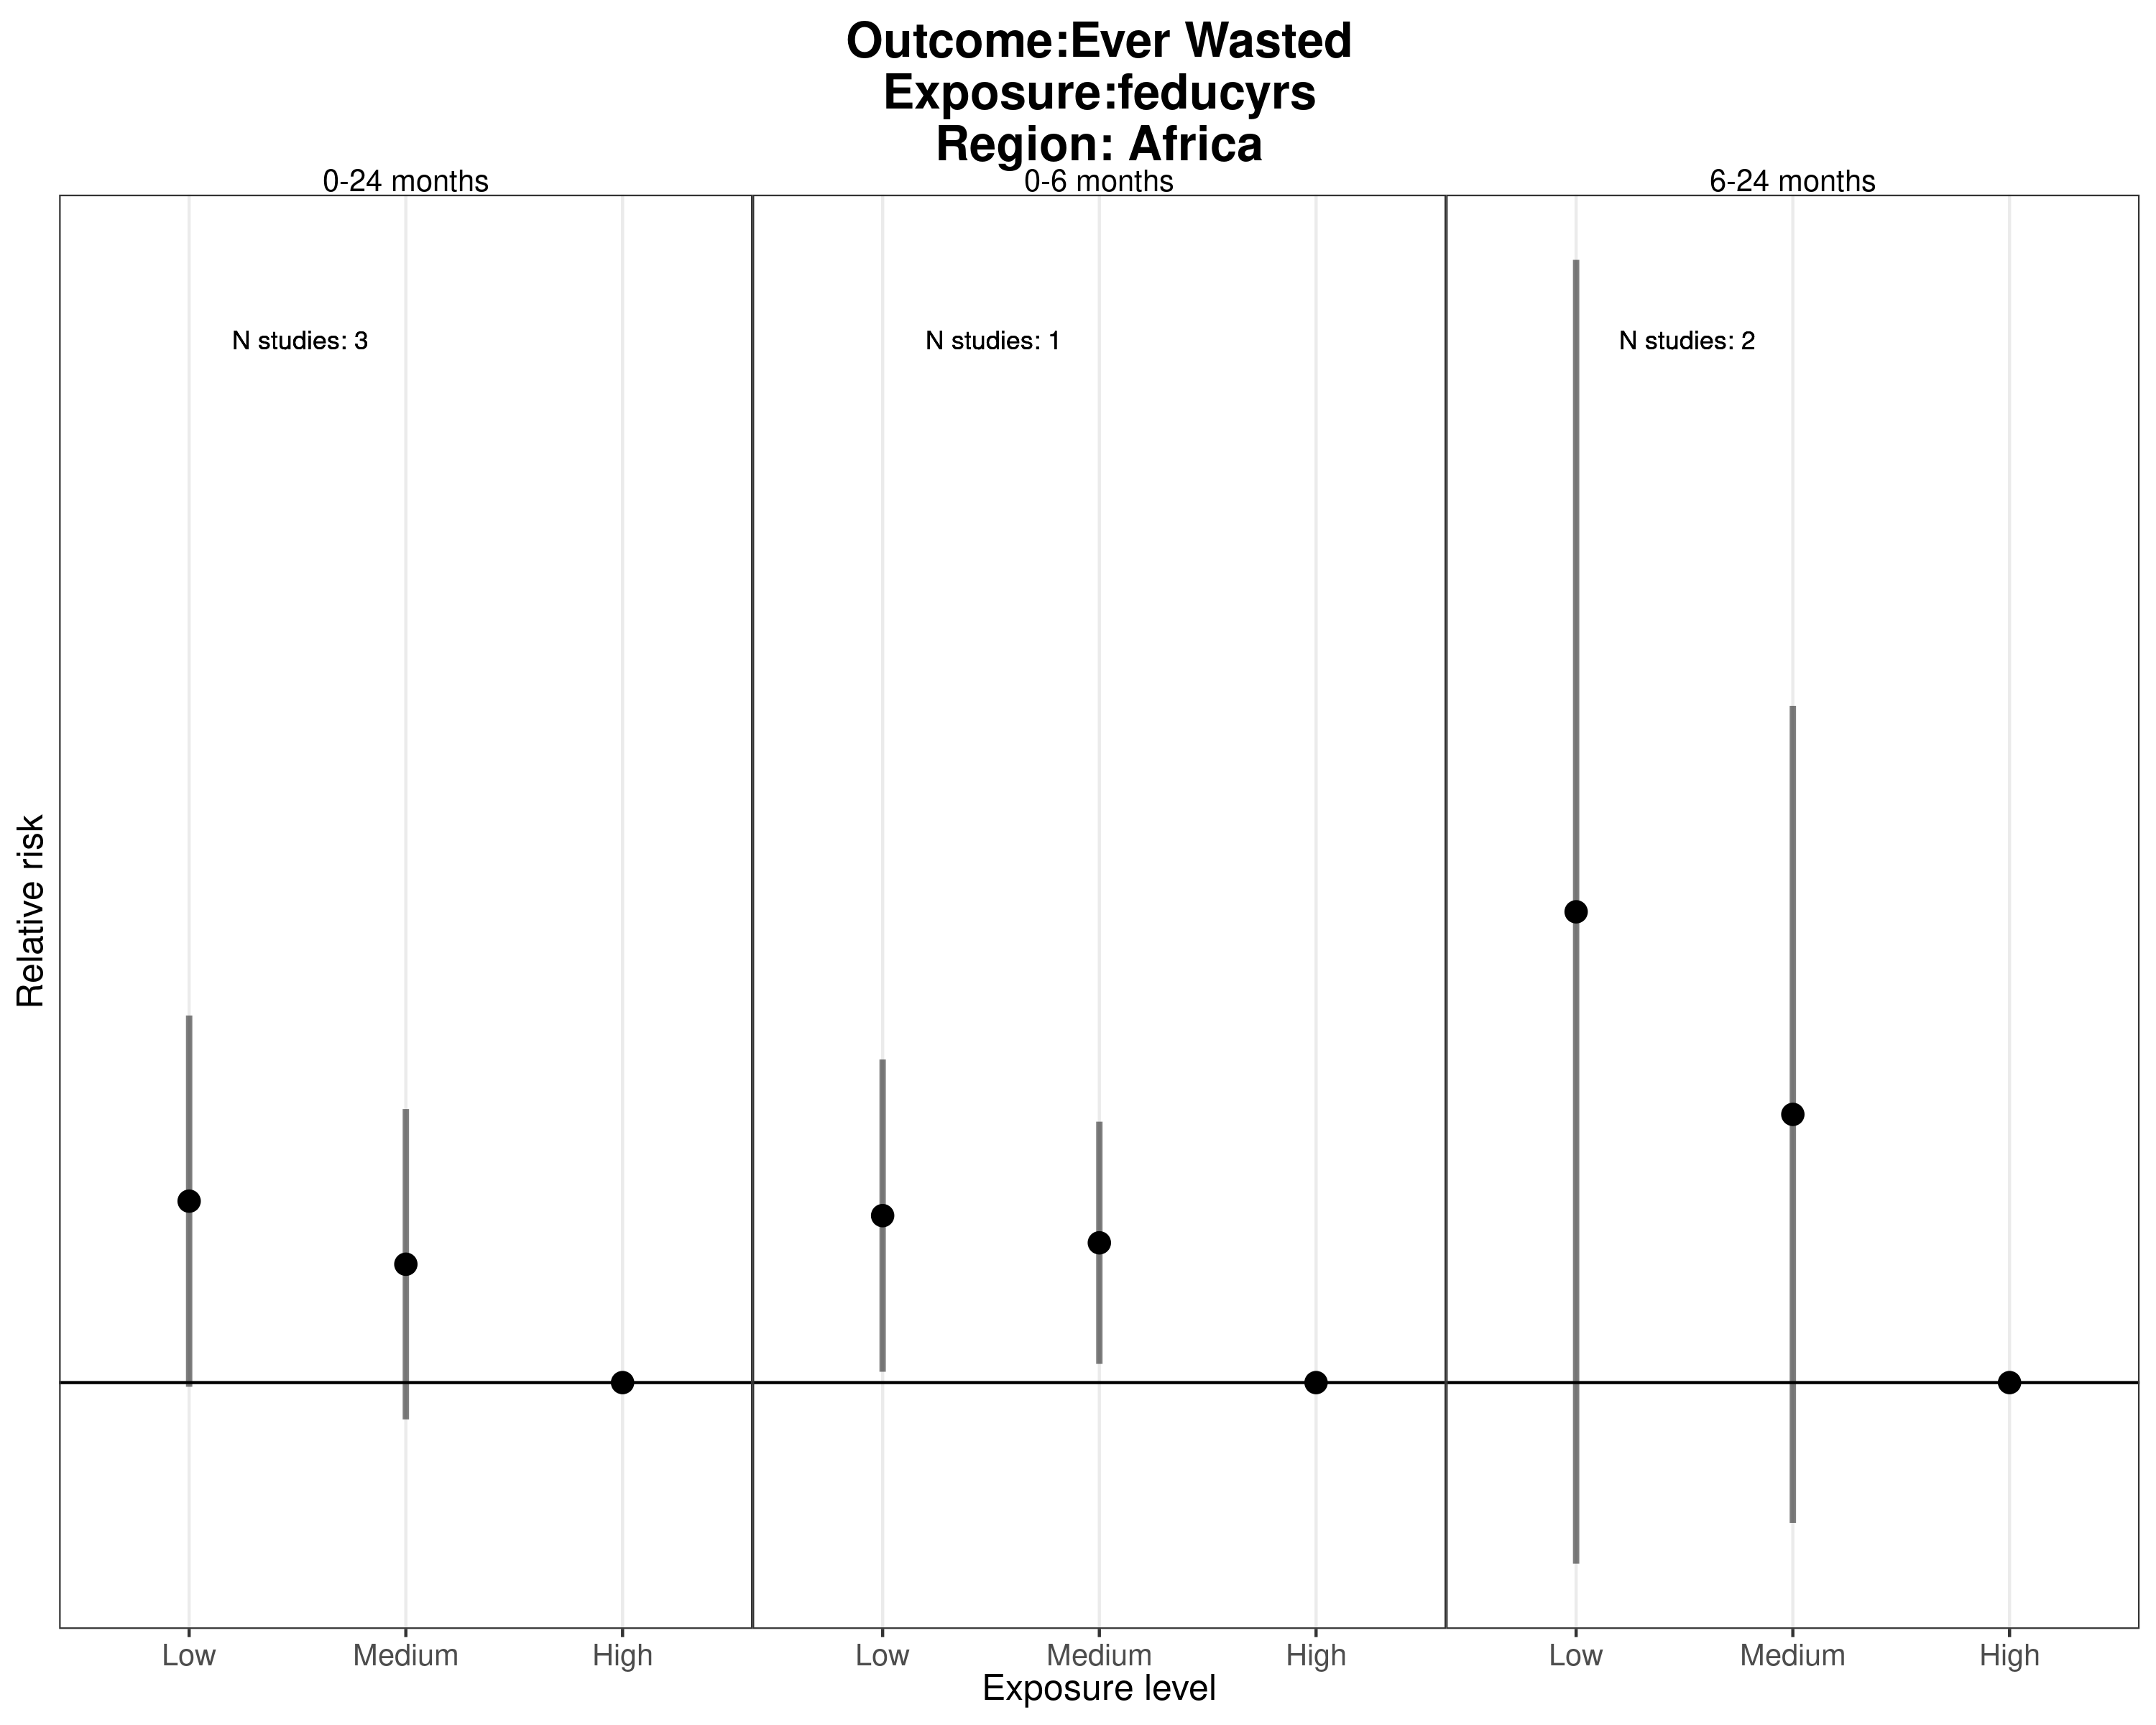 Outcome:Ever Wasted
Exposure:feducyrs
Region: Africa
0-24 months
0-6 months
6-24 months
N studies: 3
N studies: 1
N studies: 2
Relative risk
Low Medium High
Low Medium High
Low Medium High
Exposure level